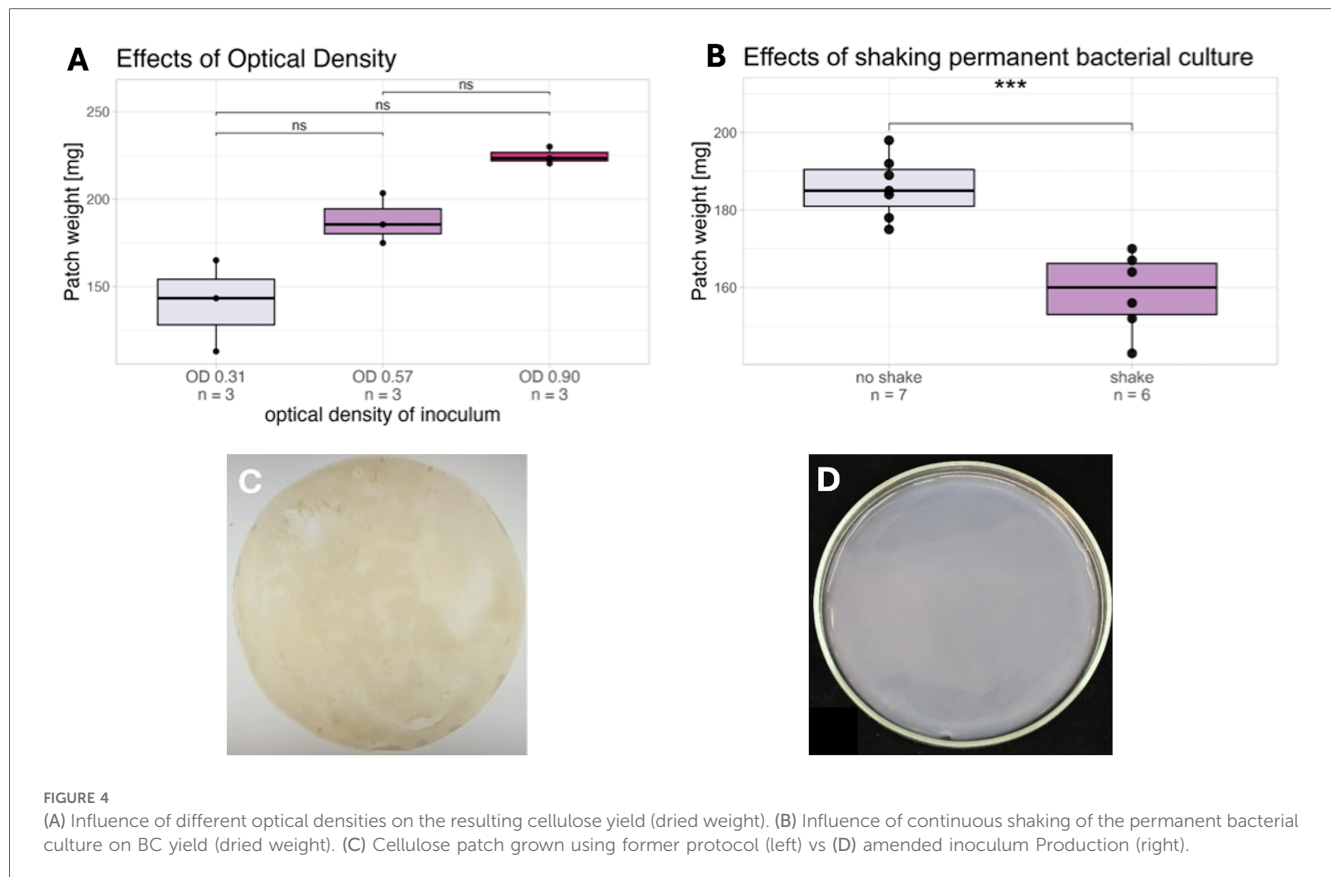 A Effects of Optical Density
ns
ns
ns
250
200
150
Patch weight [mg]
OD 0.31
n = 3
OD 0.57
n = 3
OD 0.90
n = 3
optical density of inoculum
B Effects of shaking permanent bacterial culture
***
200
180
160
Patch weight [mg]
no shake
n = 7
shake
n = 6
C
D
FIGURE 4
(A) Influence of different optical densities on the resulting cellulose yield (dried weight). (B) Influence of continuous shaking of the permanent bacterial
culture on BC yield (dried weight). (C) Cellulose patch grown using former protocol (left) vs (D) amended inoculum Production (right).